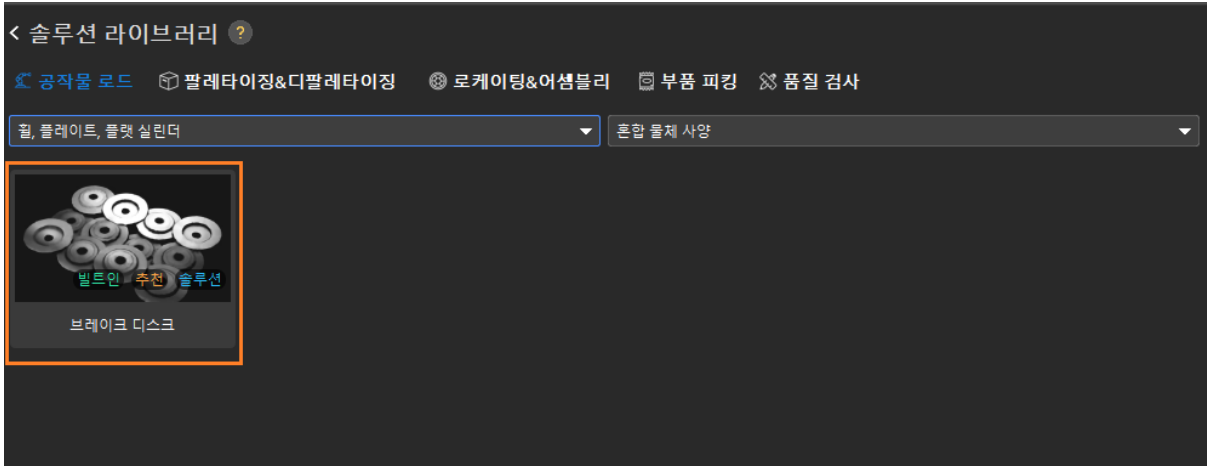 솔루션 라이브러리 ?
공작물 로드 팔레타이징&디팔레타이징 로케이팅&어셈블리 부품 피킹 품질 검사
휠, 플레이트, 플랫 실린더 혼합 물체 사양
빌트인 추천 솔루션
브레이크 디스크